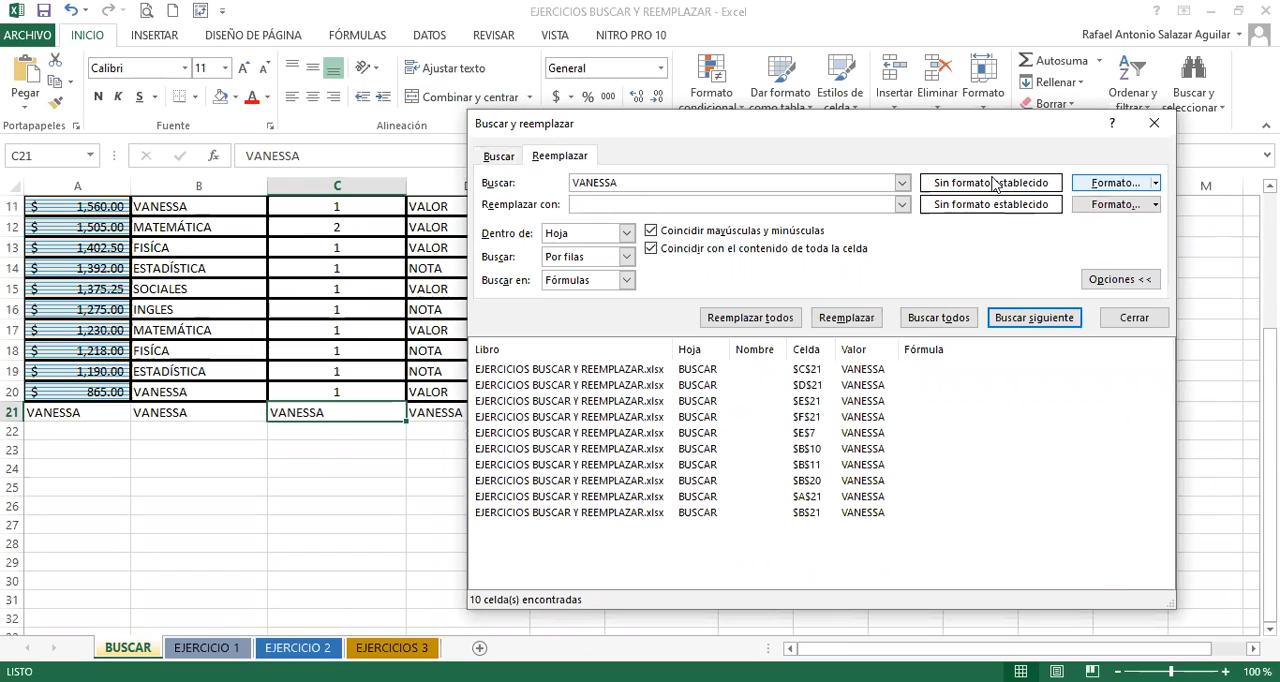 EJERCICIOS BUSCAR Y REEMPLAZAR - Excel
ARCHIVO INICIO INSERTAR DISEÑO DE PÁGINA FÓRMULAS DATOS REVISAR VISTA NITRO PRO 10 Rafael Antonio Salazar Aguilar
Pegar
Calibri 11
N K S
Ajustar texto
Combinar y centrar
General
$ % 000
Formato condicional
Dar formato como tabla
Estilos de celda
Insertar Eliminar Formato
Autosuma
Rellenar
Borrar
Ordenar y filtrar
Buscar y seleccionar
Portapapeles Fuente Alineación
C21 fx VANESSA
A B C D M
11 $ 1,560.00 VANESSA 1 VALOR
12 $ 1,505.00 MATEMÁTICA 2 VALOR
13 $ 1,402.50 FISÍCA 1 VALOR
14 $ 1,392.00 ESTADÍSTICA 1 NOTA
15 $ 1,375.25 SOCIALES 1 VALOR
16 $ 1,275.00 INGLES 1 NOTA
17 $ 1,230.00 MATEMÁTICA 1 VALOR
18 $ 1,218.00 FISÍCA 1 NOTA
19 $ 1,190.00 ESTADÍSTICA 1 NOTA
20 $ 865.00 VANESSA 1 VALOR
21 VANESSA VANESSA VANESSA VANESSA
22
23
24
25
26
27
28
29
30
31
32
Buscar y reemplazar ?
Buscar Reemplazar
Buscar: VANESSA Sin formato establecido Formato...
Reemplazar con: Sin formato establecido Formato...
Dentro de: Hoja Coincidir mayúsculas y minúsculas
Buscar: Por filas Coincidir con el contenido de toda la celda
Buscar en: Fórmulas Opciones <<
Reemplazar todos Reemplazar Buscar todos Buscar siguiente Cerrar
Libro Hoja Nombre Celda Valor Fórmula
EJERCICIOS BUSCAR Y REEMPLAZAR.xlsx BUSCAR $C$21 VANESSA
EJERCICIOS BUSCAR Y REEMPLAZAR.xlsx BUSCAR $D$21 VANESSA
EJERCICIOS BUSCAR Y REEMPLAZAR.xlsx BUSCAR $E$21 VANESSA
EJERCICIOS BUSCAR Y REEMPLAZAR.xlsx BUSCAR $F$21 VANESSA
EJERCICIOS BUSCAR Y REEMPLAZAR.xlsx BUSCAR $E$7 VANESSA
EJERCICIOS BUSCAR Y REEMPLAZAR.xlsx BUSCAR $B$10 VANESSA
EJERCICIOS BUSCAR Y REEMPLAZAR.xlsx BUSCAR $B$11 VANESSA
EJERCICIOS BUSCAR Y REEMPLAZAR.xlsx BUSCAR $B$20 VANESSA
EJERCICIOS BUSCAR Y REEMPLAZAR.xlsx BUSCAR $A$21 VANESSA
EJERCICIOS BUSCAR Y REEMPLAZAR.xlsx BUSCAR $B$21 VANESSA
10 celda(s) encontradas
BUSCAR EJERCICIO 1 EJERCICIO 2 EJERCICIOS 3
LISTO 100 %